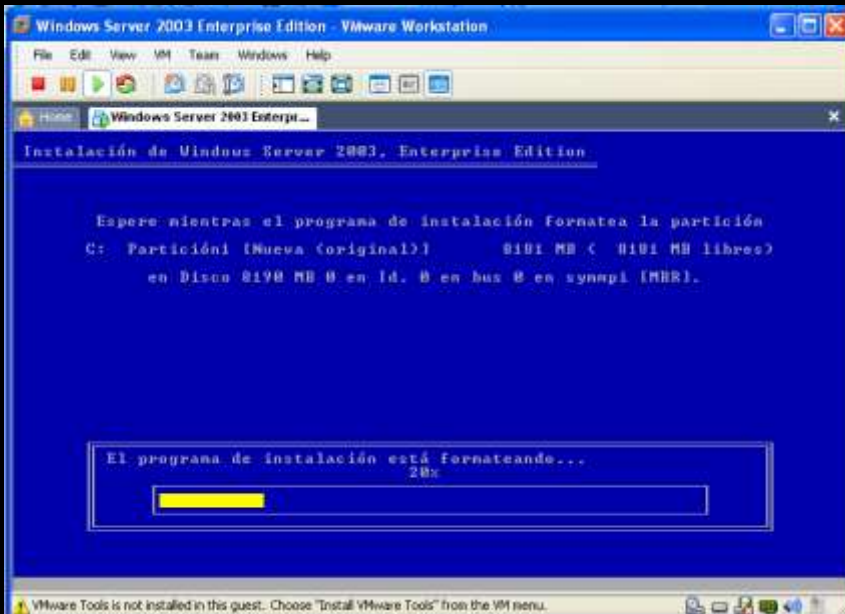 Windows Server 2003 Enterprise Edition - VMware Workstation
File Edit View VM Team Windows Help
Home Windows Server 2003 Enterpr...
Instalación de Windows Server 2003, Enterprise Edition
Espere mientras el programa de instalación formatea la partición
C: Partición1 [Nueva (original)] 8181 MB ( 8181 MB libres)
en Disco 8190 MB 0 en Id. 0 en bus 0 en symmpi [MBR].
El programa de instalación está formateando...
20%
VMware Tools is not installed in this guest. Choose "Install VMware Tools" from the VM menu.